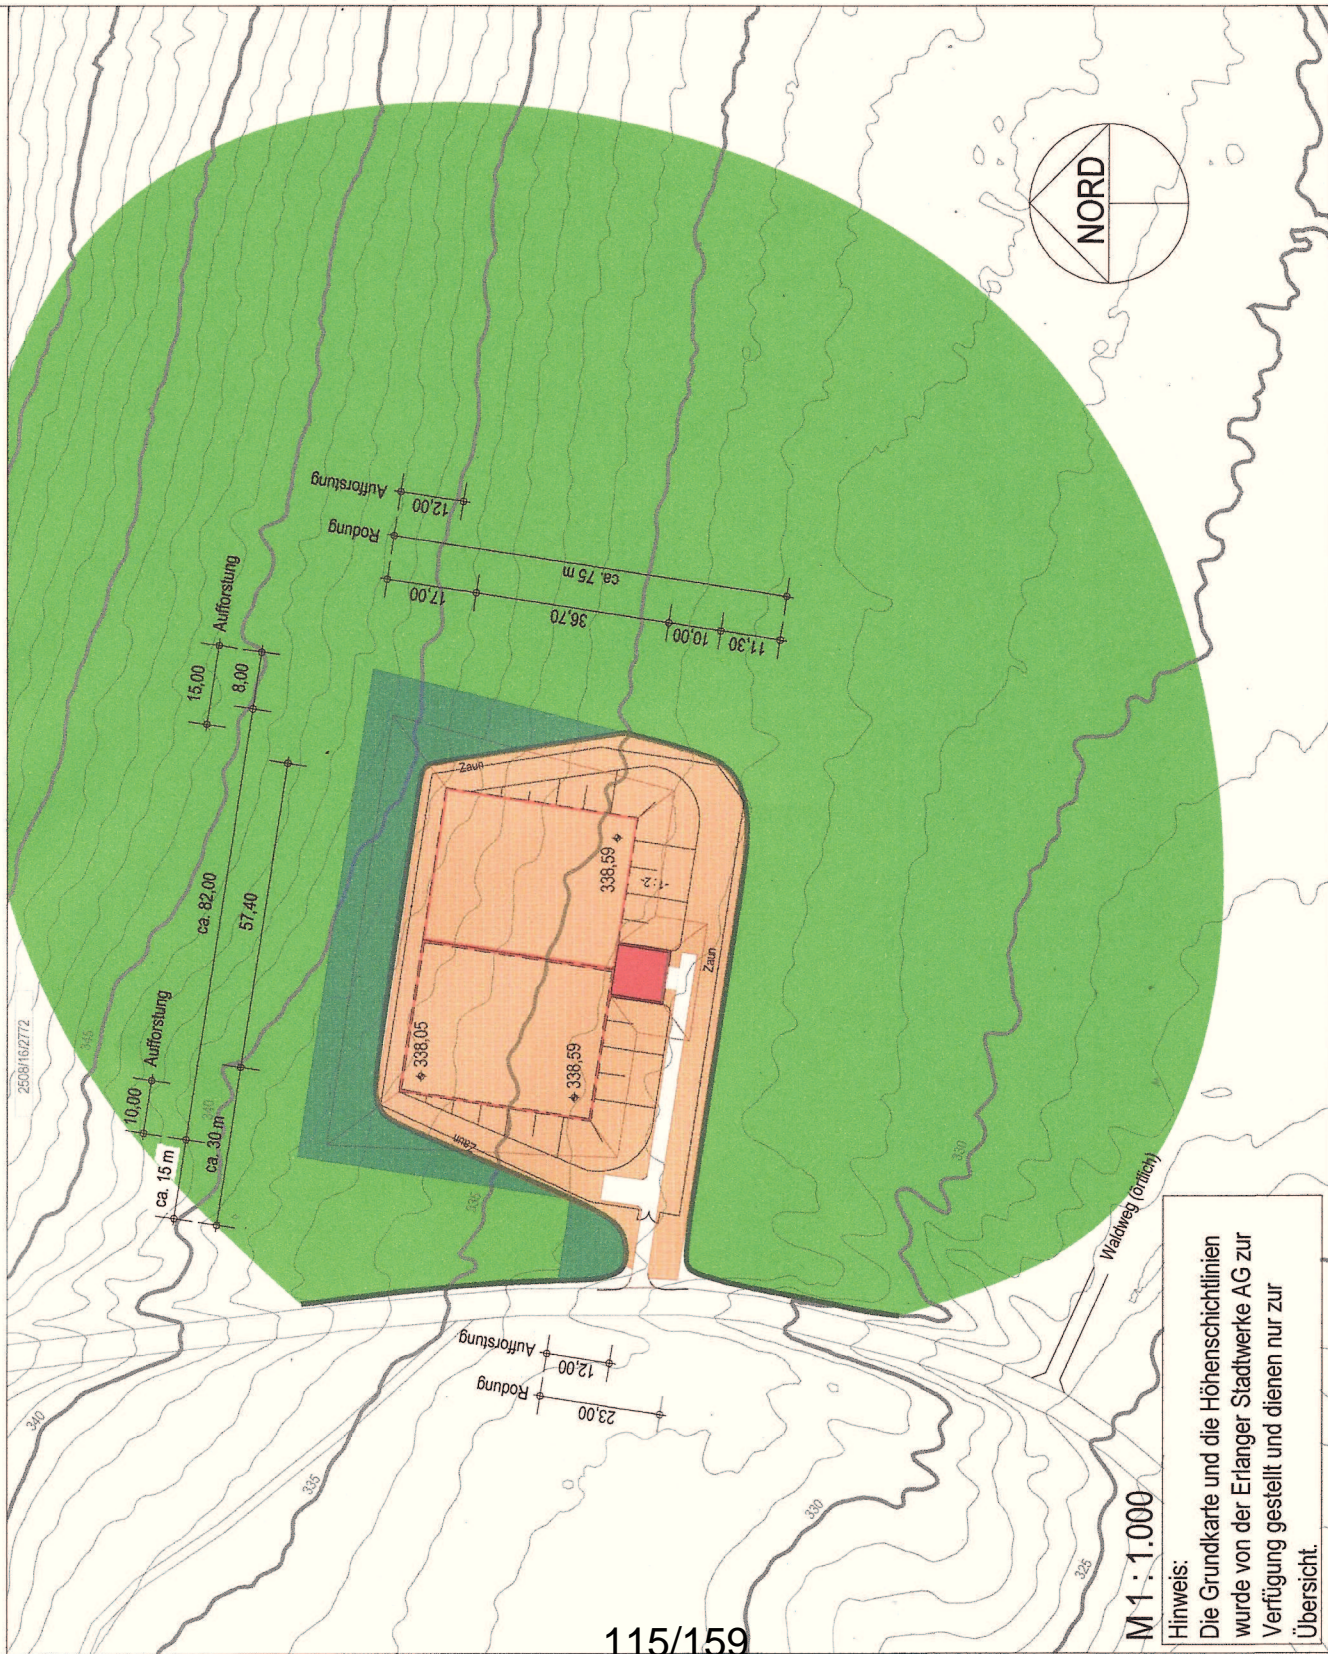 2508/16/2772
345
340
340
335
335
330
330
325
Aufforstung
10,00
ca. 15 m
ca. 30 m
ca. 82,00
57,40
15,00
8,00
Aufforstung
Aufforstung
12,00
Rodung
17,00
ca. 75 m
36,70
10,00
11,30
Zaun
Zaun
Zaun
338,05
338,59
338,59
1:2
Aufforstung
12,00
Rodung
23,00
NORD
Waldweg (örtlich)
M 1 : 1.000
Hinweis:
Die Grundkarte und die Höhenschichtlinien
wurde von der Erlanger Stadtwerke AG zur
Verfügung gestellt und dienen nur zur
Übersicht.
115/159